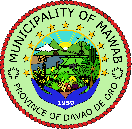 MUNICIPALITY OF MAWAB
1959
PROVINCE OF DAVAO DE ORO